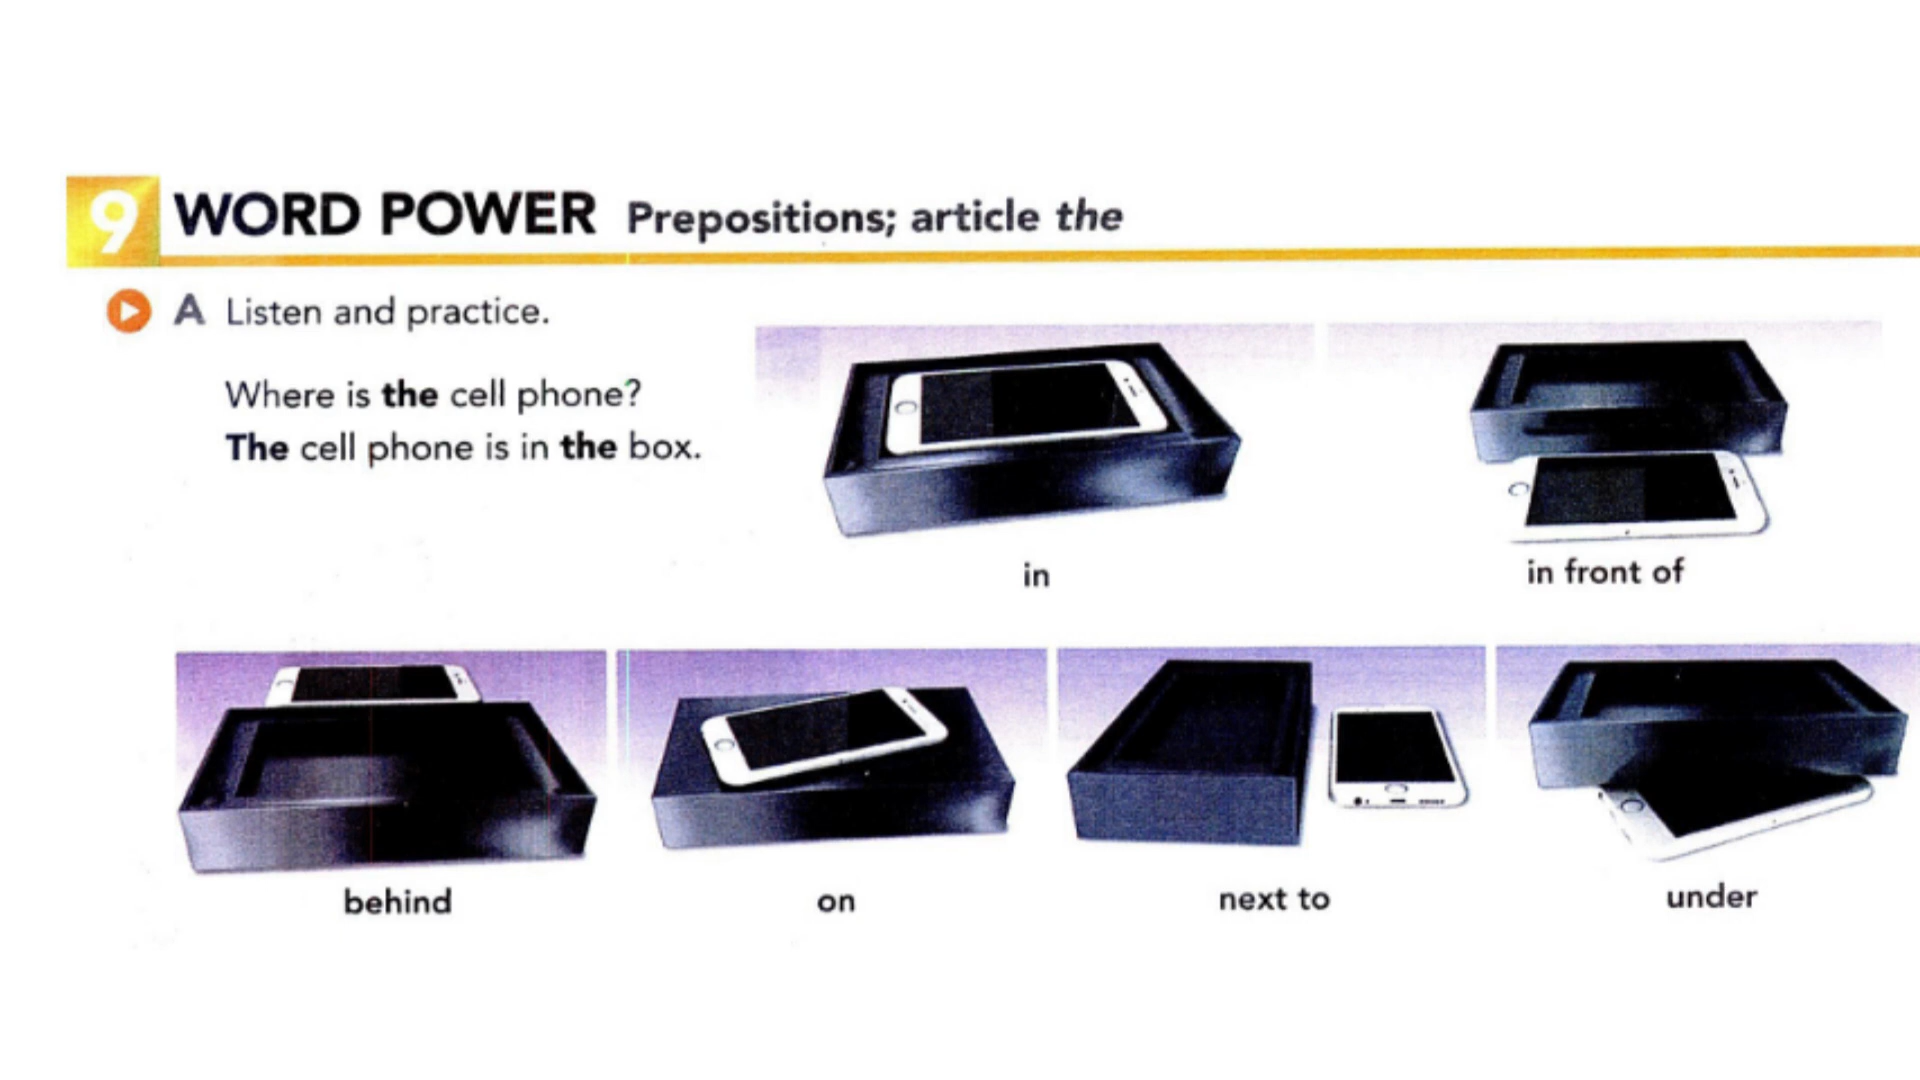 9 WORD POWER Prepositions; article the
A Listen and practice.
Where is the cell phone?
The cell phone is in the box.
in
in front of
behind
on
next to
under